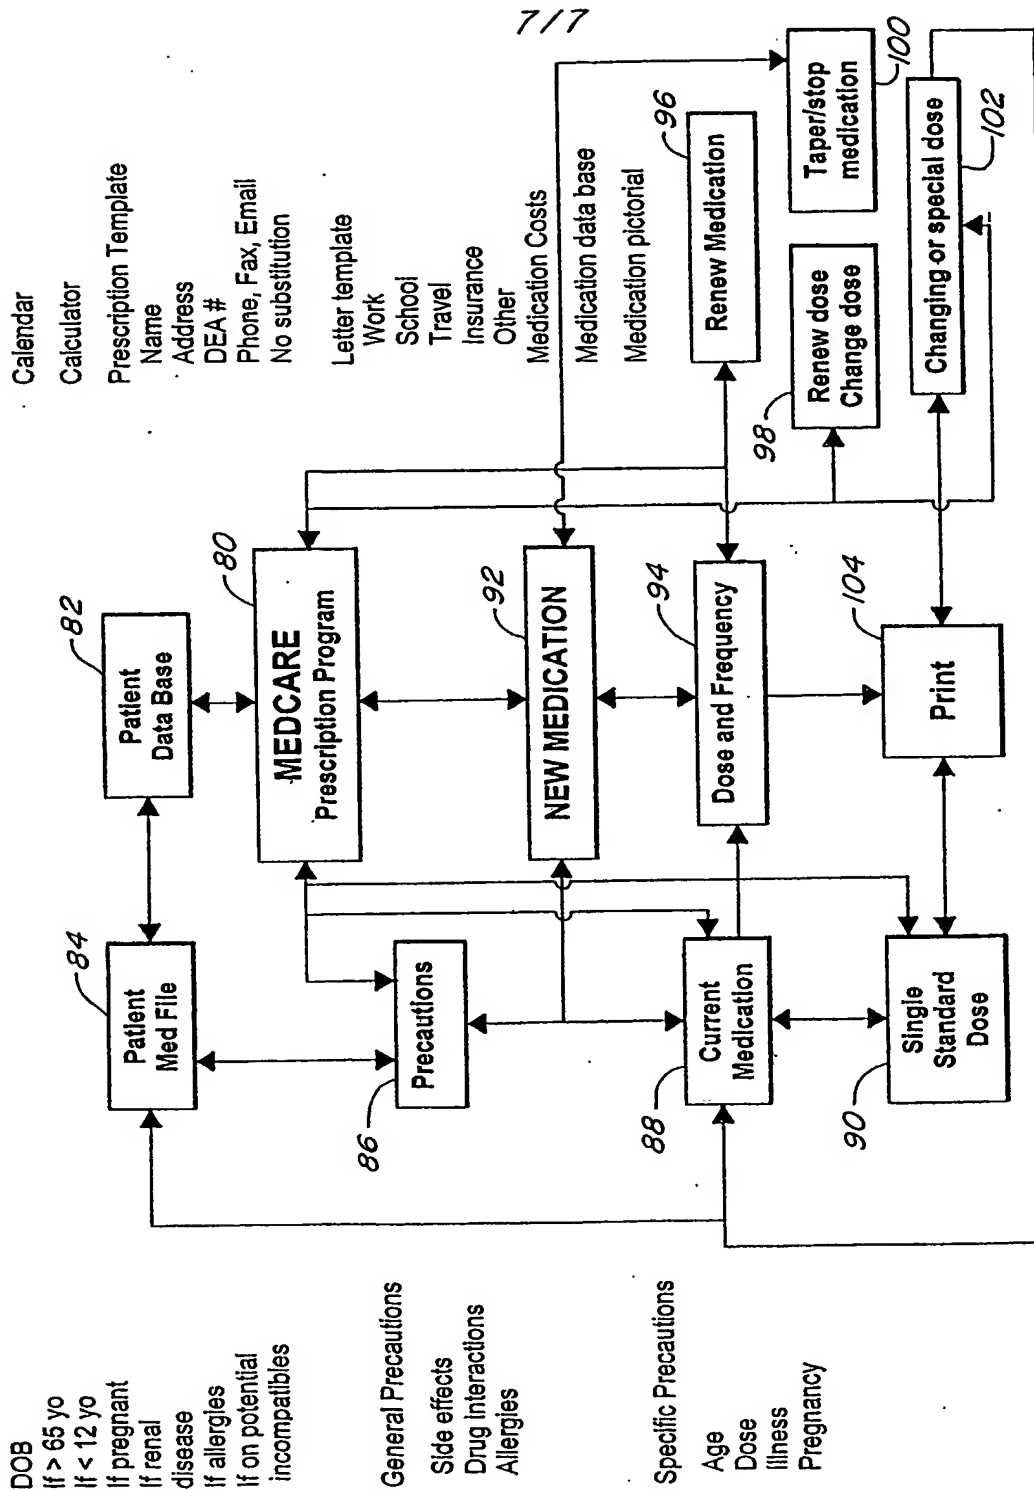 7/7
DOB
If > 65 yo
If < 12 yo
If pregnant
If renal
disease
If allergies
If on potential
incompatibles
General Precautions
Side effects
Drug Interactions
Allergies
Specific Precautions
Age
Dose
Illness
Pregnancy
84
Patient
Med File
82
Patient
Data Base
86
Precautions
80
MEDCARE
Prescription Program
88
Current
Medication
92
NEW MEDICATION
90
Single
Standard
Dose
94
Dose and Frequency
104
Print
96
Renew Medication
98
Renew dose
Change dose
100
Taper/stop
medication
102
Changing or special dose
Calendar
Calculator
Prescription Template
Name
Address
DEA #
Phone, Fax, Email
No substitution
Letter template
Work
School
Travel
Insurance
Other
Medication Costs
Medication data base
Medication pictorial